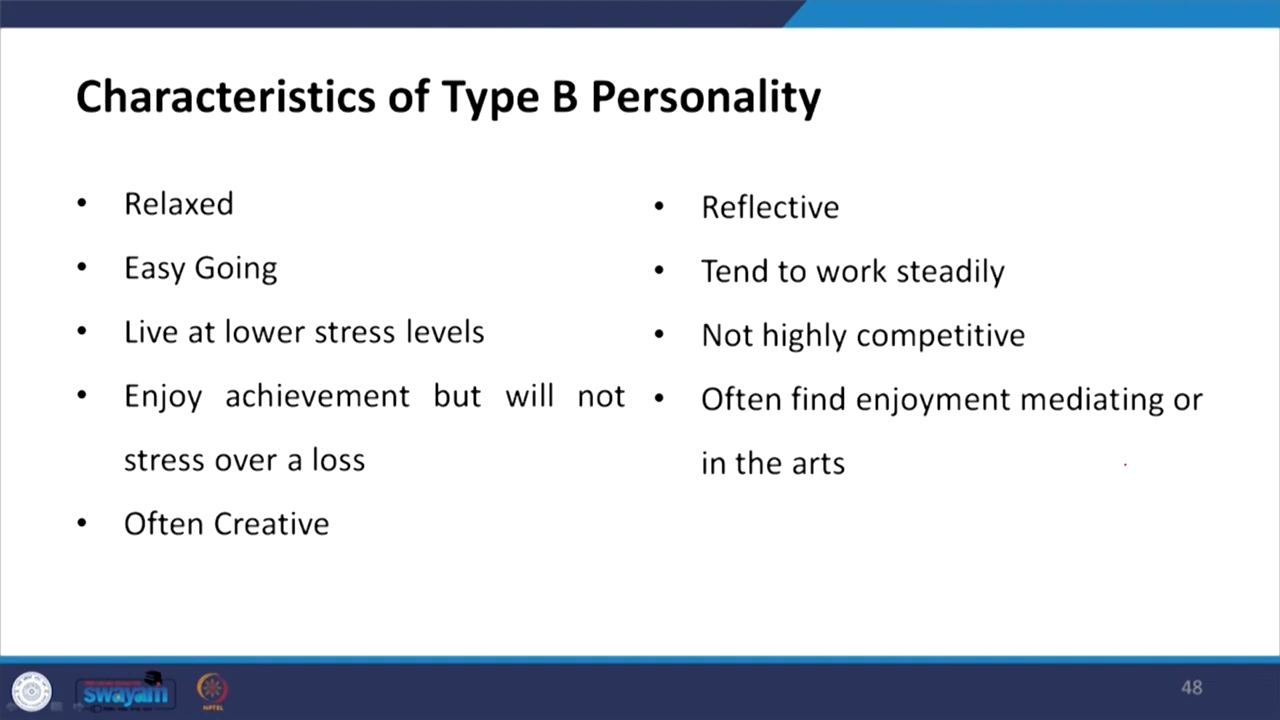 Characteristics of Type B Personality
• Relaxed
• Easy Going
• Live at lower stress levels
• Enjoy achievement but will not
stress over a loss
• Often Creative
• Reflective
• Tend to work steadily
• Not highly competitive
• Often find enjoyment mediating or
in the arts
swayam
NPTEL
48